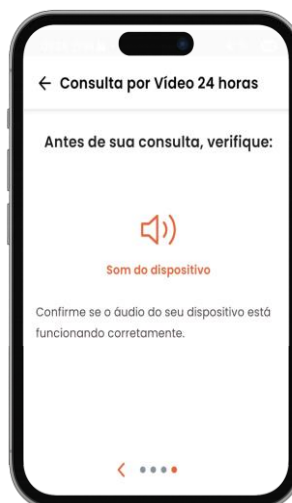 ← Consulta por Vídeo 24 horas
Antes de sua consulta, verifique:
Som do dispositivo
Confirme se o áudio do seu dispositivo está
funcionando corretamente.